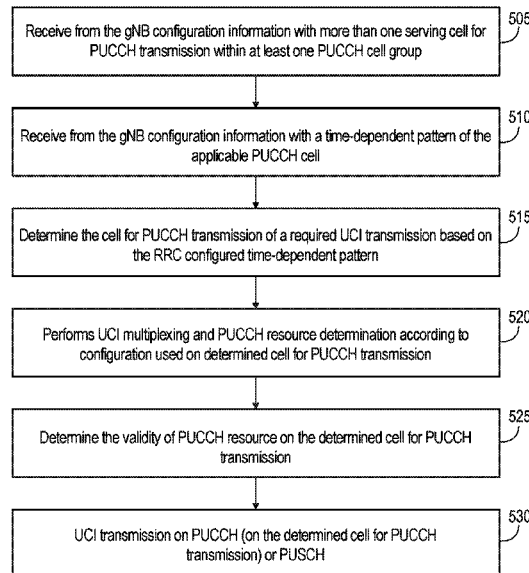 505
Receive from the gNB configuration information with more than one serving cell for
PUCCH transmission within at least one PUCCH cell group
510
Receive from the gNB configuration information with a time-dependent pattern of the
applicable PUCCH cell
515
Determine the cell for PUCCH transmission of a required UCI transmission based on
the RRC configured time-dependent pattern
520
Performs UCI multiplexing and PUCCH resource determination according to
configuration used on determined cell for PUCCH transmission
525
Determine the validity of PUCCH resource on the determined cell for PUCCH
transmission
530
UCI transmission on PUCCH (on the determined cell for PUCCH
transmission) or PUSCH